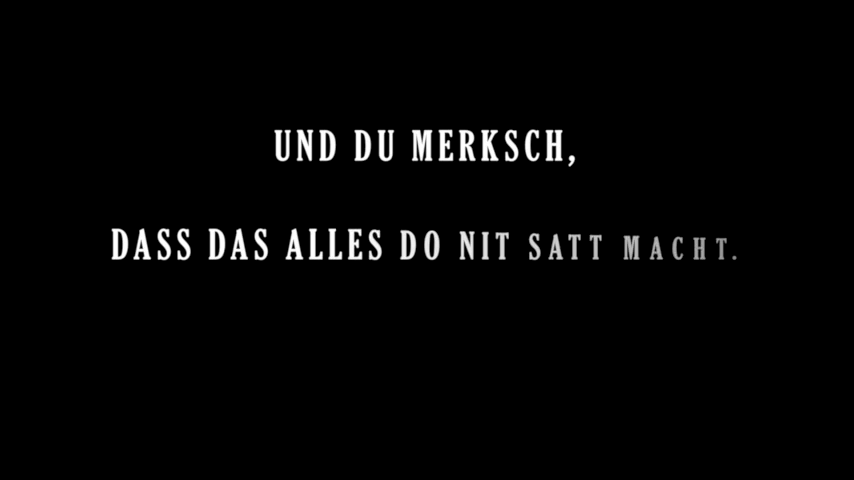 UND DU MERKSCH,
DASS DAS ALLES DO NIT SATT MACHT.